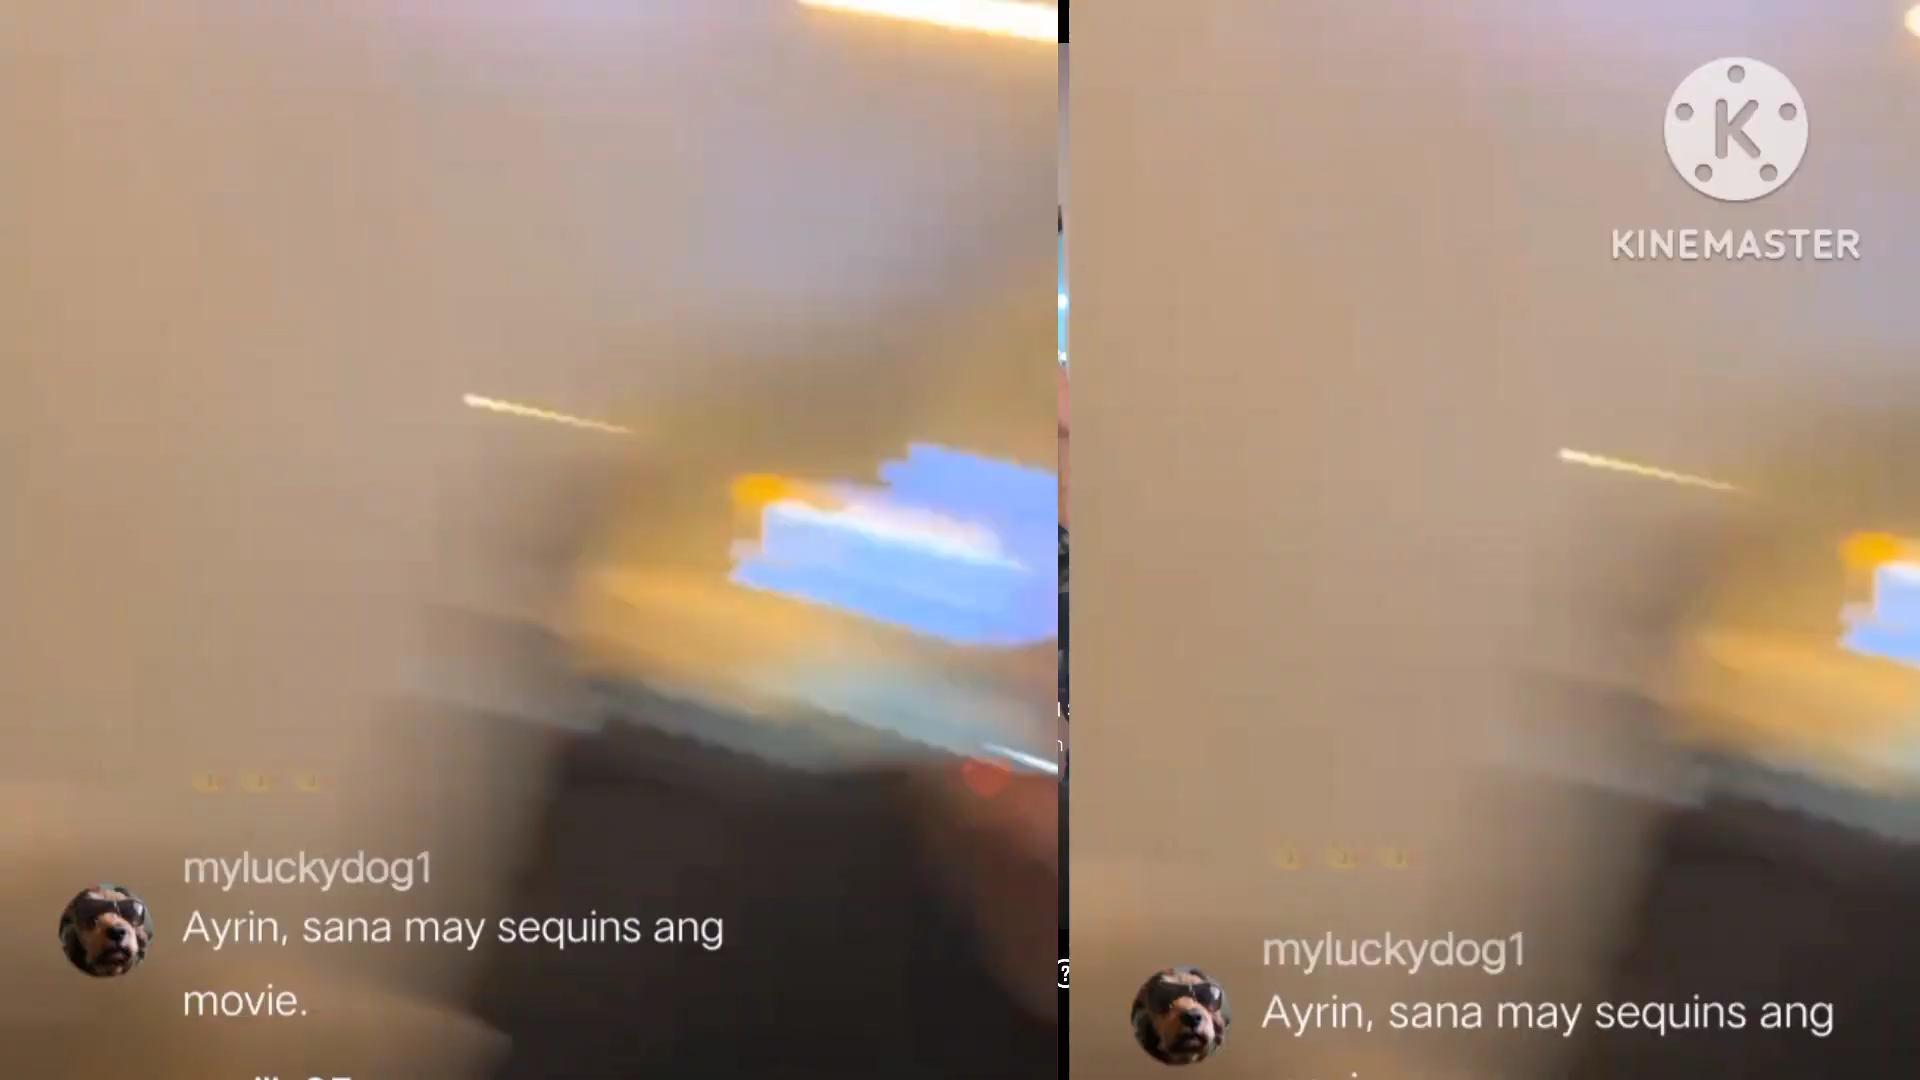 myluckydog1
Ayrin, sana may sequins ang
movie.
K
KINEMASTER
myluckydog1
Ayrin, sana may sequins ang